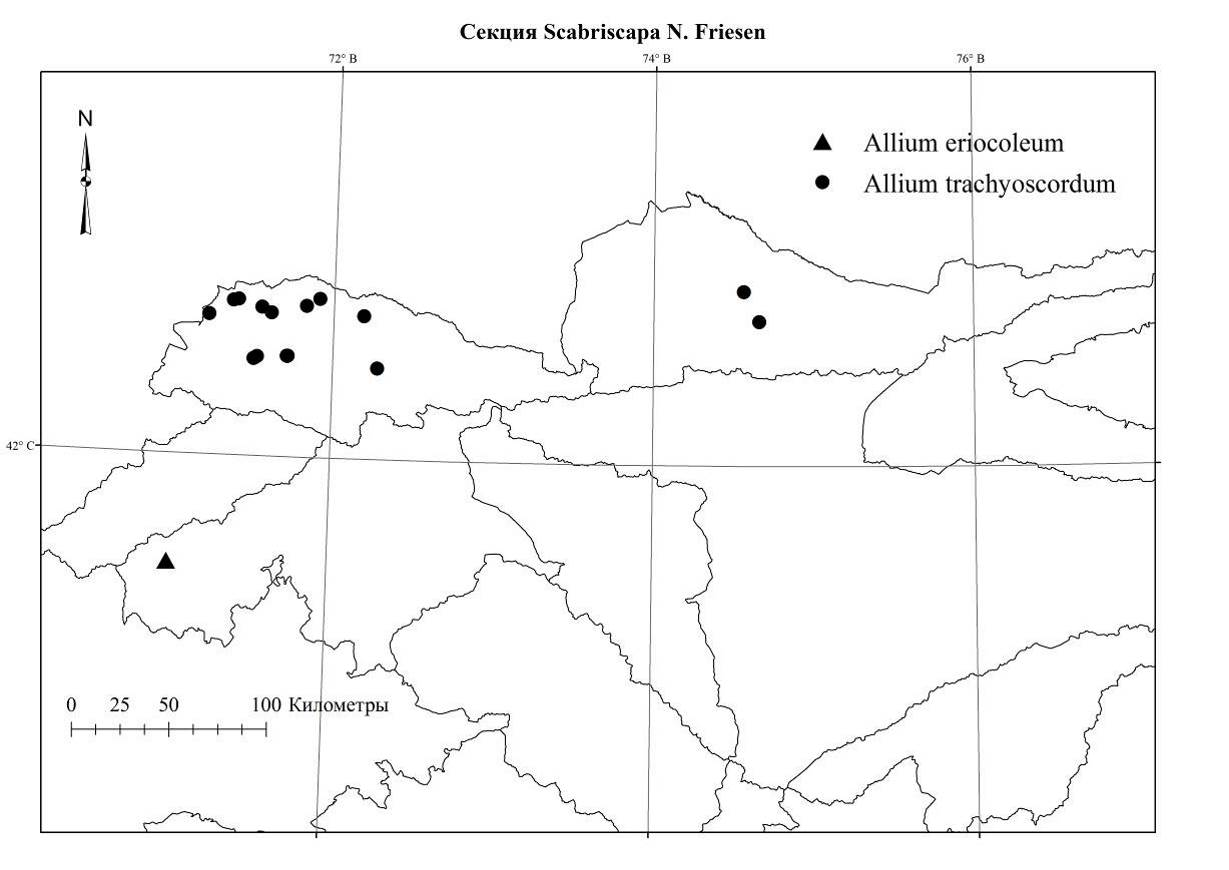 Секция Scabriscapa N. Friesen
72° В 74° В 76° В
N
Allium eriocoleum
Allium trachyoscordum
42° С
0 25 50 100 Километры